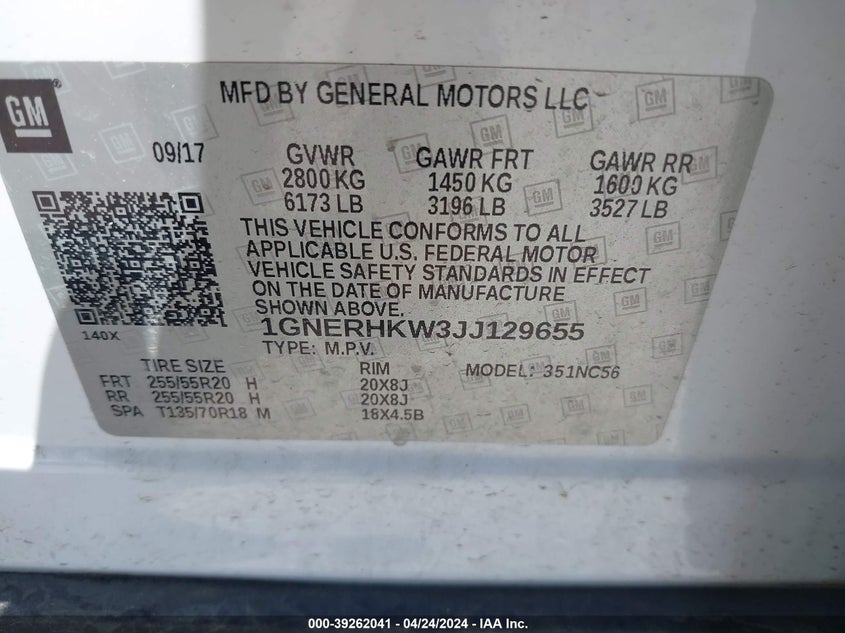 GM
MFD BY GENERAL MOTORS LLC
09/17 GVWR GAWR FRT GAWR RR
2800 KG 1450 KG 1600 KG
6173 LB 3196 LB 3527 LB
THIS VEHICLE CONFORMS TO ALL
APPLICABLE U.S. FEDERAL MOTOR
VEHICLE SAFETY STANDARDS IN EFFECT
ON THE DATE OF MANUFACTURE
SHOWN ABOVE.
1GNERHKW3JJ129655
140X
TYPE: M.P.V.
TIRE SIZE RIM MODEL: 351NC56
FRT 255/55R20 H 20X8J
RR 255/55R20 H 20X8J
SPA T135/70R18 M 18X4.5B
000-39262041 - 04/24/2024 - IAA Inc.